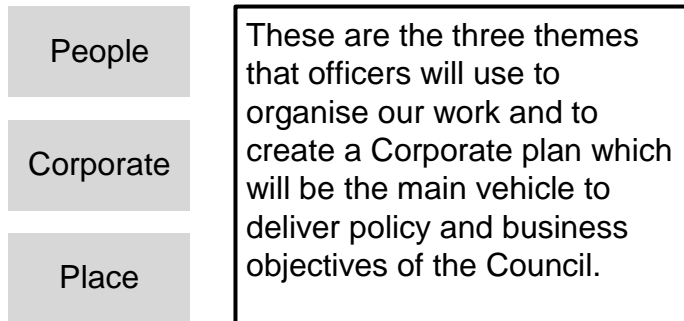 People
Corporate
Place
These are the three themes
that officers will use to
organise our work and to
create a Corporate plan which
will be the main vehicle to
deliver policy and business
objectives of the Council.